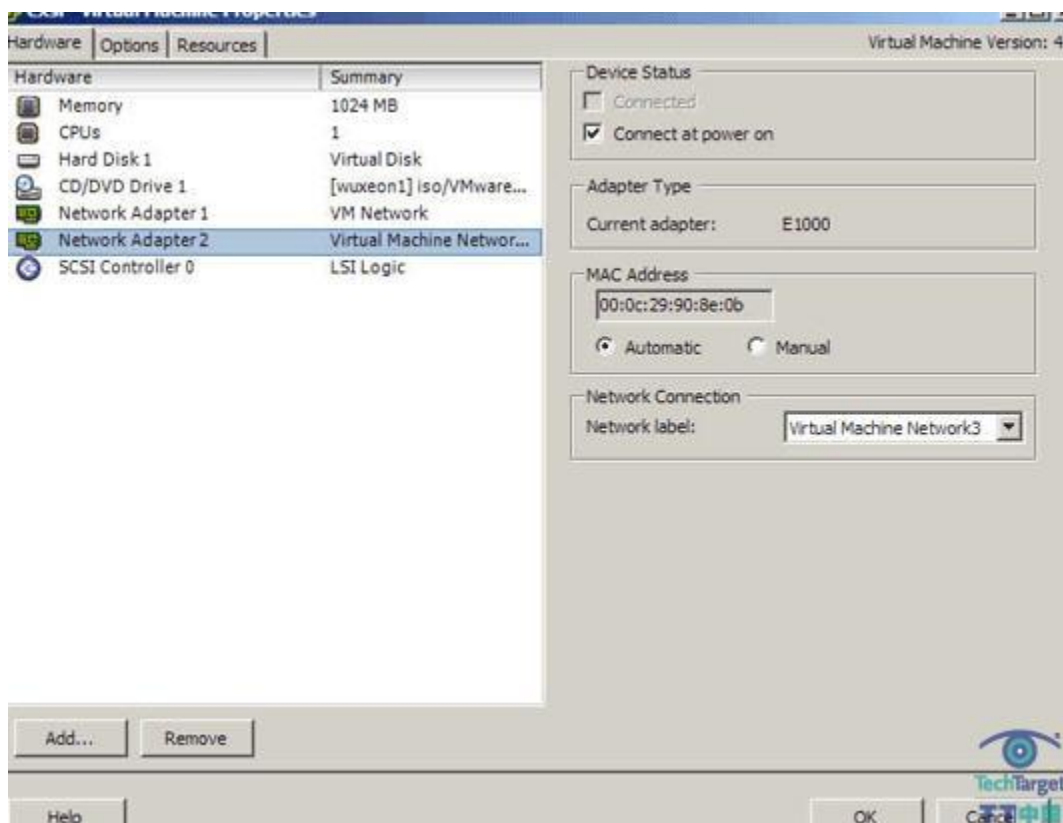 Virtual Machine Properties
Hardware Options Resources Virtual Machine Version: 4
Hardware Summary
Memory 1024 MB
CPUs 1
Hard Disk 1 Virtual Disk
CD/DVD Drive 1 [wuxeon1] iso/VMware...
Network Adapter 1 VM Network
Network Adapter 2 Virtual Machine Networ...
SCSI Controller 0 LSI Logic
Device Status
Connected
Connect at power on
Adapter Type
Current adapter: E1000
MAC Address
00:0c:29:90:8e:0b
Automatic Manual
Network Connection
Network label: Virtual Machine Network3
Add... Remove
TechTarget
Help OK Cancel